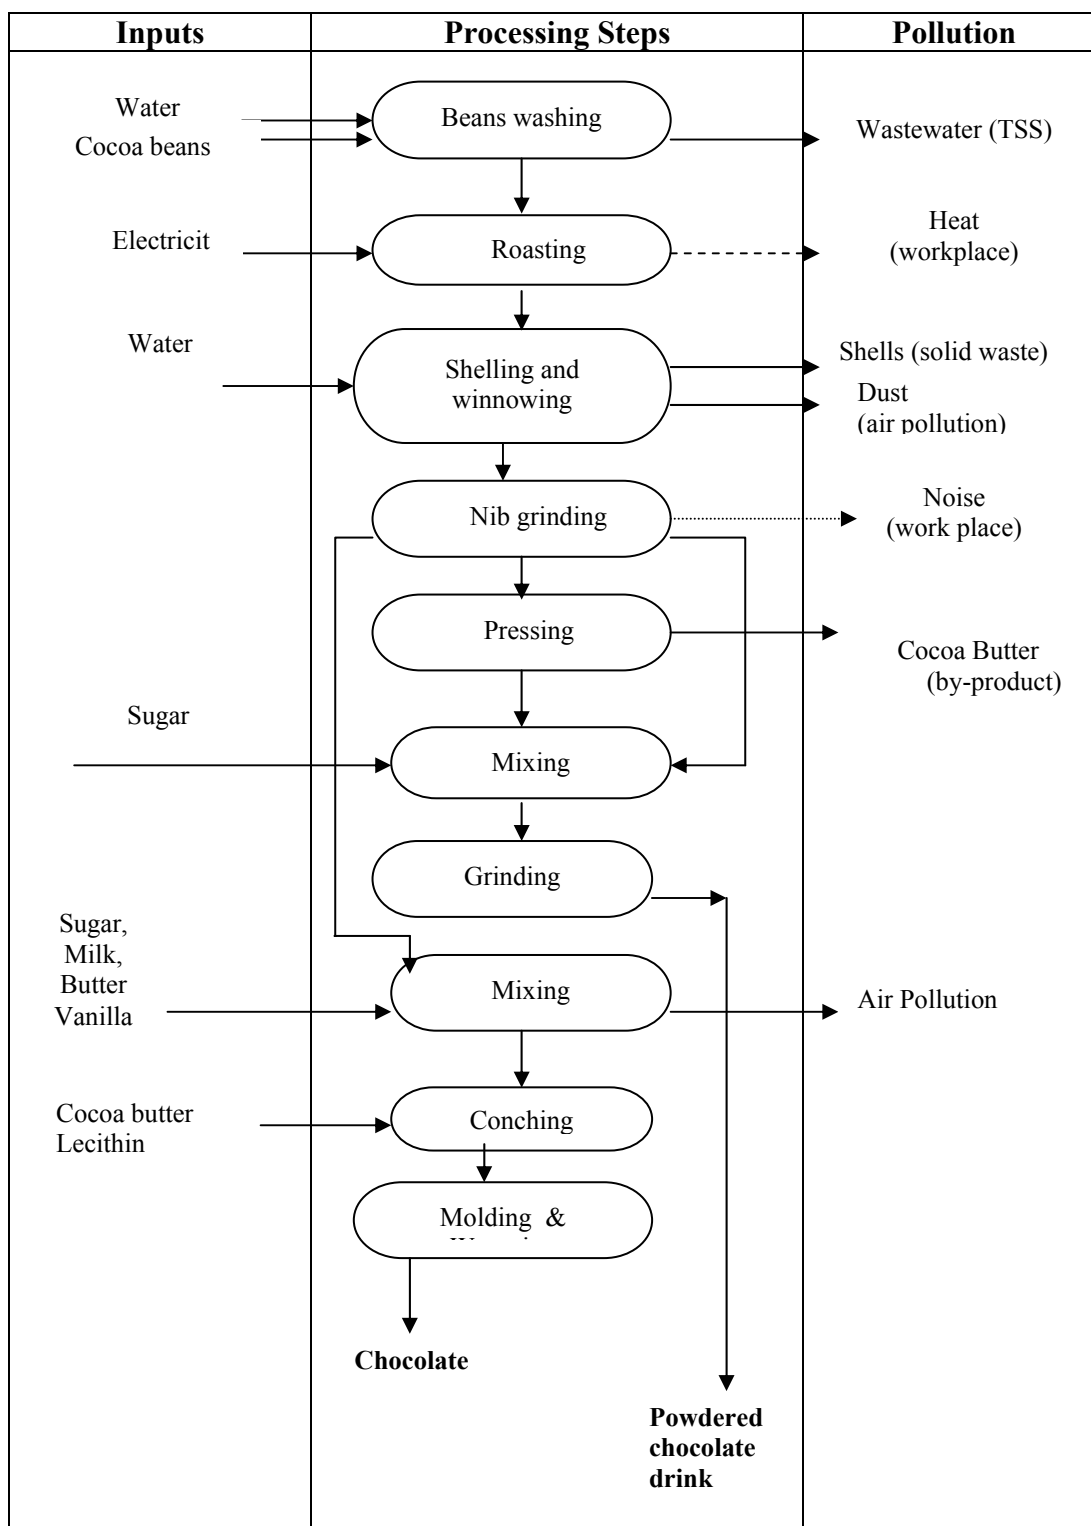 Inputs
Processing Steps
Pollution
Water
Cocoa beans
Beans washing
Wastewater (TSS)
Electricit
Roasting
Heat
(workplace)
Water
Shelling and
winnowing
Shells (solid waste)
Dust
(air pollution)
Nib grinding
Noise
(work place)
Pressing
Cocoa Butter
(by-product)
Sugar
Mixing
Grinding
Sugar,
Milk,
Butter
Vanilla
Mixing
Air Pollution
Cocoa butter
Lecithin
Conching
Molding &
Chocolate
Powdered
chocolate
drink